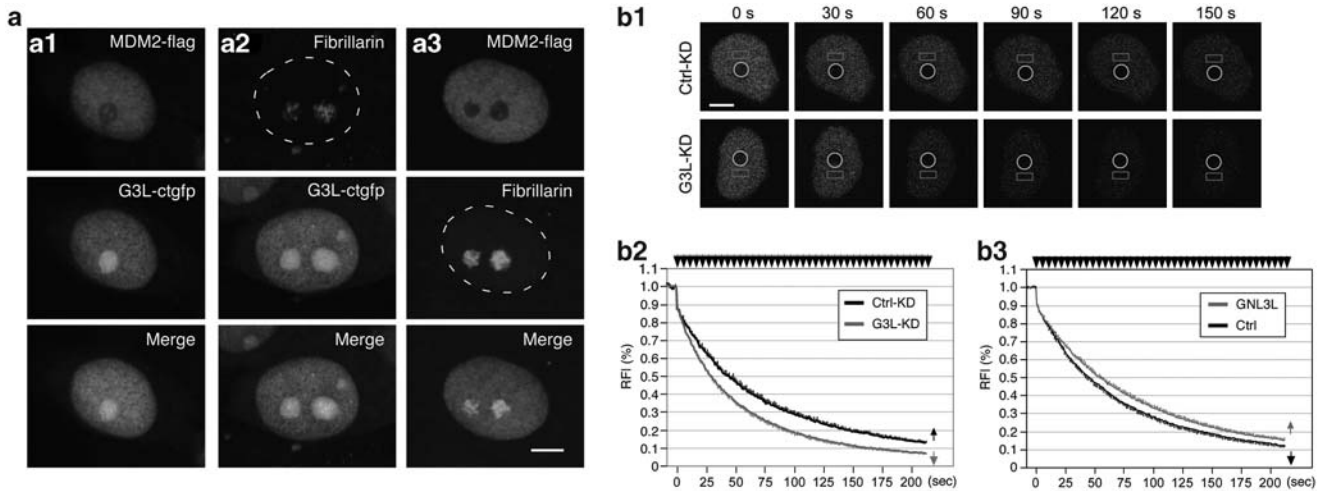 a
a1
MDM2-flag
G3L-ctgfp
Merge
a2
Fibrillarin
G3L-ctgfp
Merge
a3
MDM2-flag
Fibrillarin
Merge
b1
0 s 30 s 60 s 90 s 120 s 150 s
Ctrl-KD
G3L-KD
b2
RFI (%)
1.1
1.0
0.9
0.8
0.7
0.6
0.5
0.4
0.3
0.2
0.1
0
Ctrl-KD
G3L-KD
0 25 50 75 100 125 150 175 200 (sec)
b3
RFI (%)
1.1
1.0
0.9
0.8
0.7
0.6
0.5
0.4
0.3
0.2
0.1
0
GNL3L
Ctrl
0 25 50 75 100 125 150 175 200 (sec)